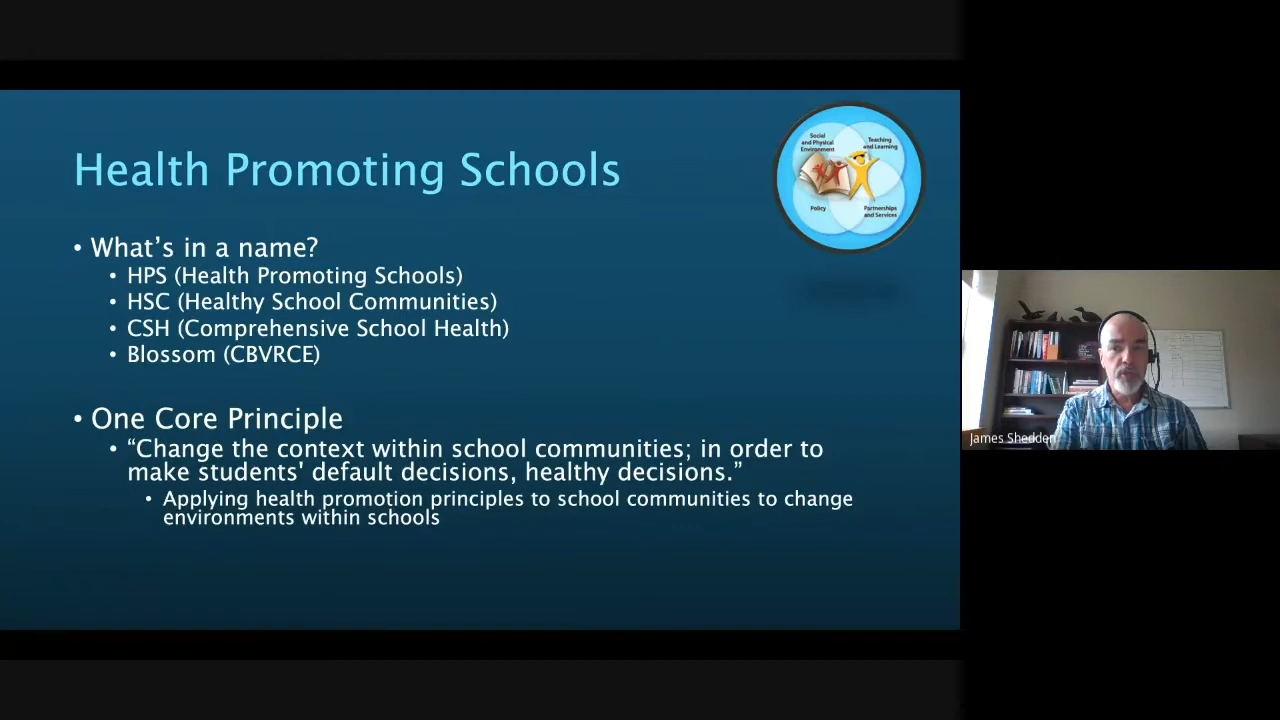 Health Promoting Schools
• What’s in a name?
• HPS (Health Promoting Schools)
• HSC (Healthy School Communities)
• CSH (Comprehensive School Health)
• Blossom (CBVRCE)
• One Core Principle
• “Change the context within school communities; in order to
make students' default decisions, healthy decisions.”
• Applying health promotion principles to school communities to change
environments within schools
Social
and Physical
Environment
Teaching
and Learning
Policy
Partnerships
and Services
James Shedden